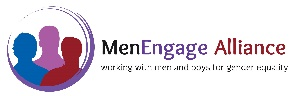 MenEngage Alliance
working with men and boys for gender equality